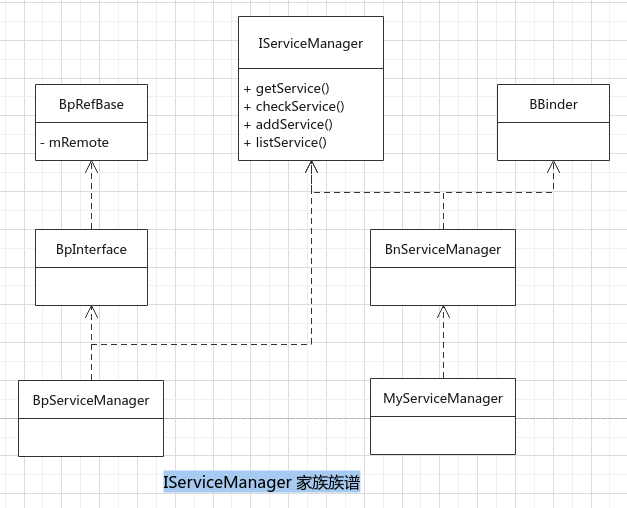 IServiceManager
+ getService()
+ checkService()
+ addService()
+ listService()
BpRefBase
- mRemote
BBinder
BpInterface
BnServiceManager
BpServiceManager
MyServiceManager
IServiceManager 家族族谱